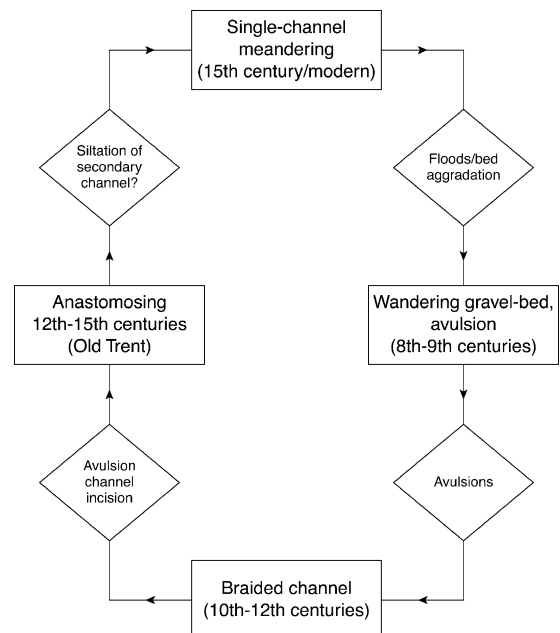 Single-channel
meandering
(15th century/modern)
Siltation of
secondary
channel?
Floods/bed
aggradation
Anastomosing
12th-15th centuries
(Old Trent)
Wandering gravel-bed,
avulsion
(8th-9th centuries)
Avulsion
channel
incision
Avulsions
Braided channel
(10th-12th centuries)